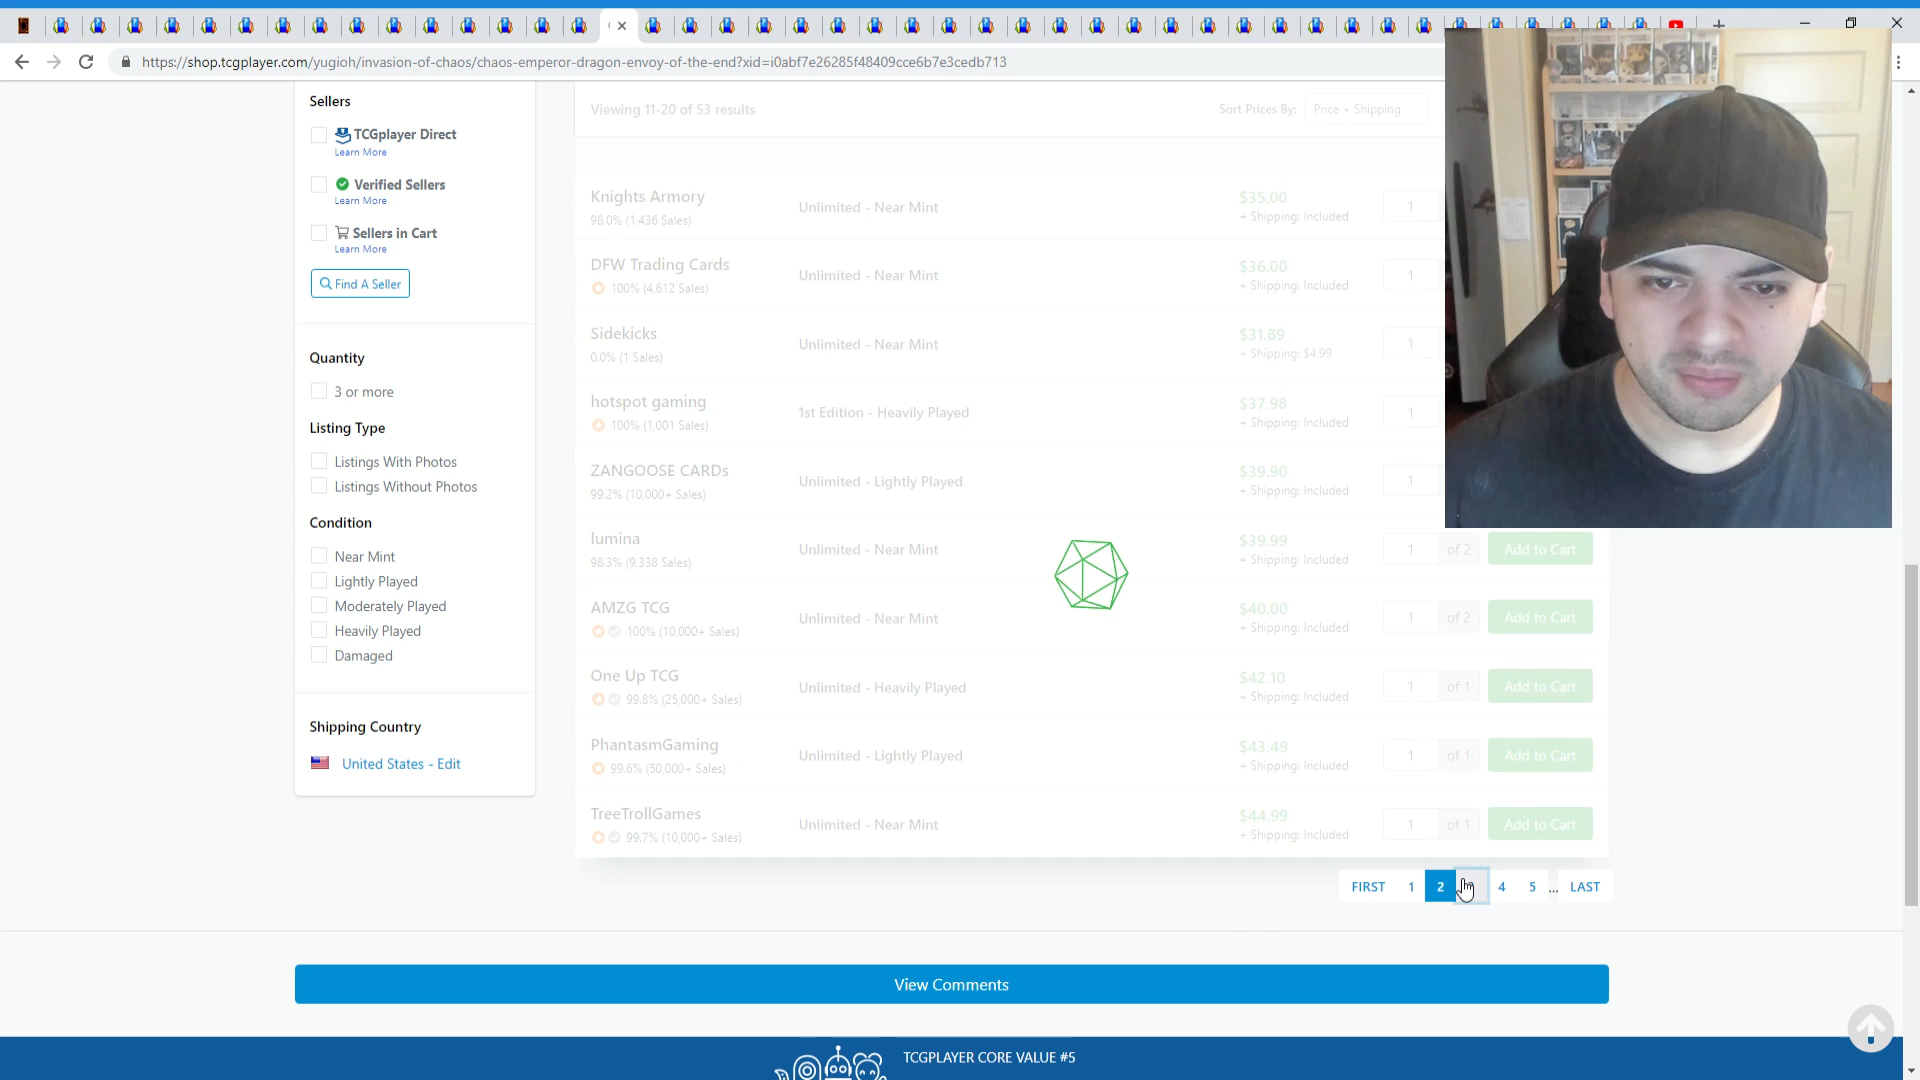 https://shop.tcgplayer.com/yugioh/invasion-of-chaos/chaos-emperor-dragon-envoy-of-the-end?xid=i0abf7e26285f48409cce6b7e3cedb713
Sellers
TCGplayer Direct
Learn More
Verified Sellers
Learn More
Sellers in Cart
Learn More
Find A Seller
Quantity
3 or more
Listing Type
Listings With Photos
Listings Without Photos
Condition
Near Mint
Lightly Played
Moderately Played
Heavily Played
Damaged
Shipping Country
United States - Edit
Viewing 11-20 of 53 results
Sort Prices By: Price + Shipping
Knights Armory
98.0% (1,436 Sales)
Unlimited - Near Mint
$35.00
+ Shipping: Included
1
DFW Trading Cards
100% (4,612 Sales)
Unlimited - Near Mint
$36.00
+ Shipping: Included
1
Sidekicks
0.0% (1 Sales)
Unlimited - Near Mint
$31.89
+ Shipping: $4.99
1
hotspot gaming
100% (1,001 Sales)
1st Edition - Heavily Played
$37.98
+ Shipping: Included
1
ZANGOOSE CARDs
99.2% (10,000+ Sales)
Unlimited - Lightly Played
$39.90
+ Shipping: Included
1
lumina
98.3% (9,338 Sales)
Unlimited - Near Mint
$39.99
+ Shipping: Included
1 of 2 Add to Cart
AMZG TCG
100% (10,000+ Sales)
Unlimited - Near Mint
$40.00
+ Shipping: Included
1 of 2 Add to Cart
One Up TCG
99.8% (25,000+ Sales)
Unlimited - Heavily Played
$42.10
+ Shipping: Included
1 of 1 Add to Cart
PhantasmGaming
99.6% (50,000+ Sales)
Unlimited - Lightly Played
$43.49
+ Shipping: Included
1 of 1 Add to Cart
TreeTrollGames
99.7% (10,000+ Sales)
Unlimited - Near Mint
$44.99
+ Shipping: Included
1 of 1 Add to Cart
FIRST 1 2 4 5 ... LAST
View Comments
TCGPLAYER CORE VALUE #5